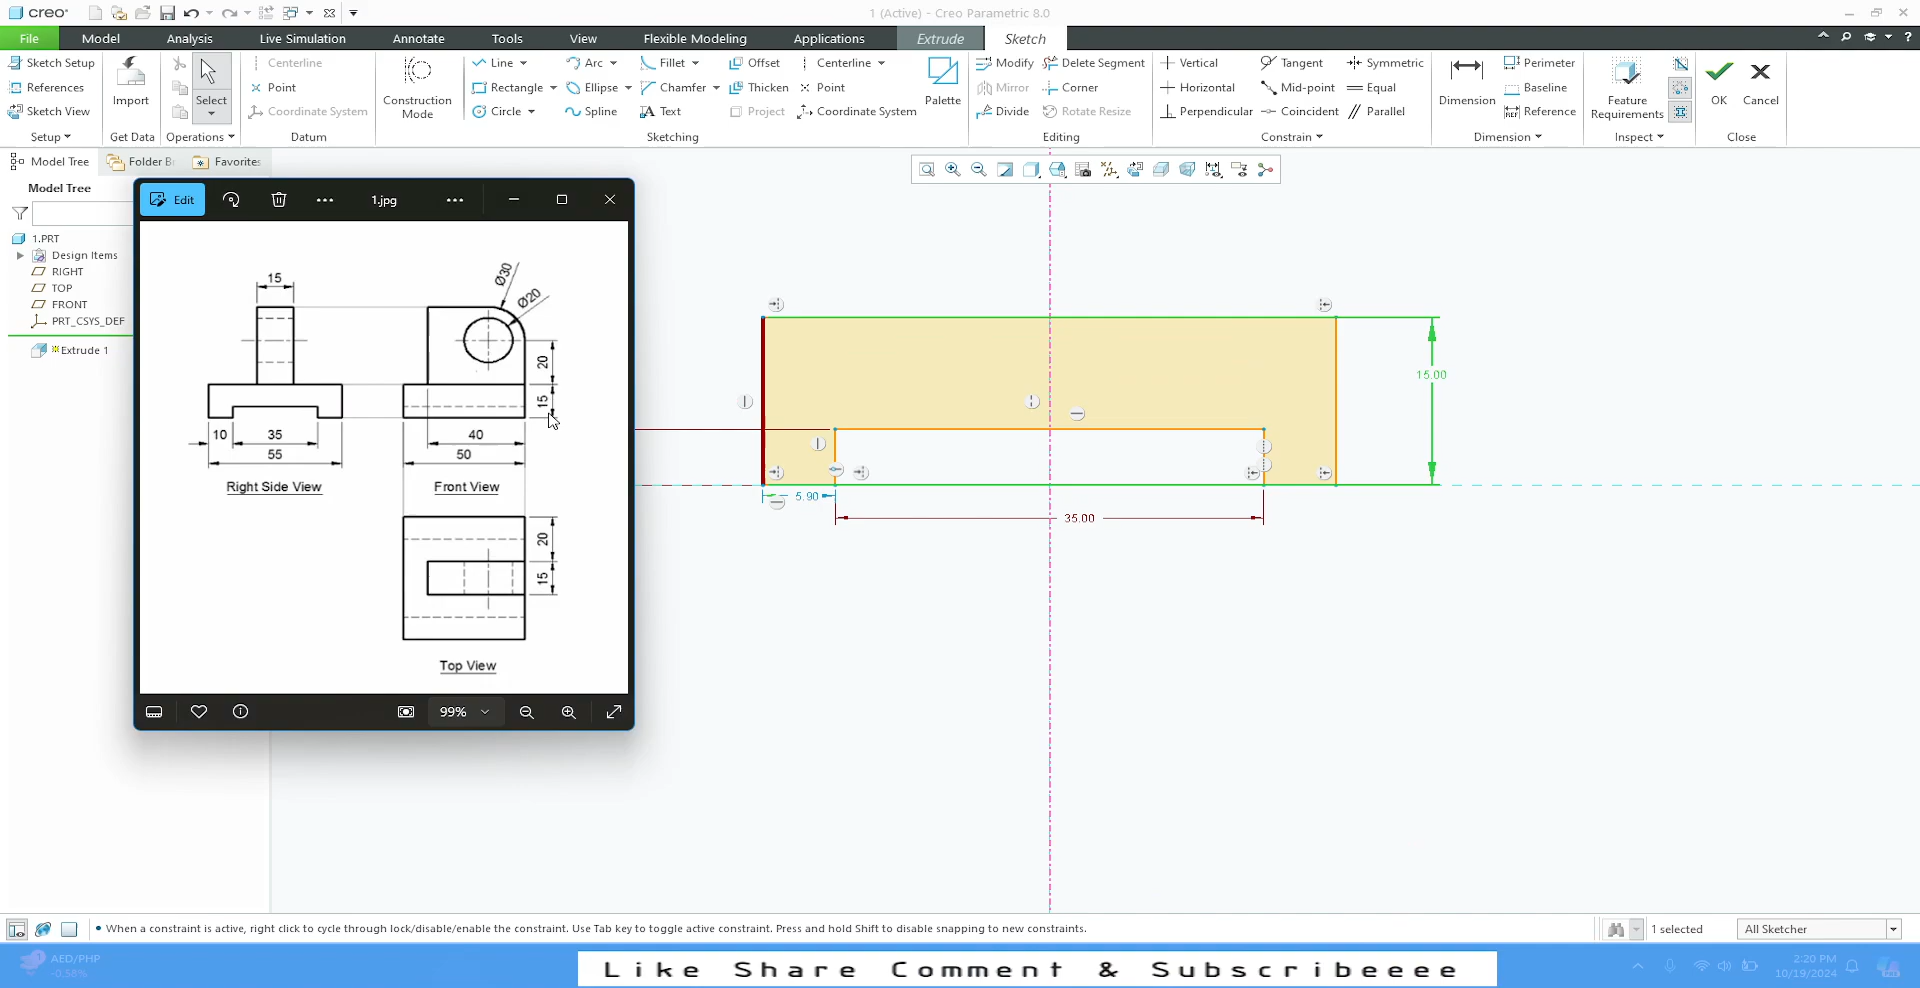 creo
1 (Active) - Creo Parametric 8.0
File Model Analysis Live Simulation Annotate Tools View Flexible Modeling Applications Extrude Sketch
Sketch Setup
References
Sketch View
Setup
Import
Get Data
Select
Operations
Centerline
Point
Coordinate System
Datum
Construction
Mode
Line Arc Fillet Offset Centerline
Rectangle Ellipse Chamfer Thicken Point
Circle Spline Text Project Coordinate System
Sketching
Palette
Modify Delete Segment
Mirror Corner
Divide Rotate Resize
Editing
Vertical Tangent Symmetric
Horizontal Mid-point Equal
Perpendicular Coincident Parallel
Constrain
Dimension
Perimeter
Baseline
Reference
Dimension
Feature
Requirements
Inspect
OK Cancel
Close
Model Tree Folder B Favorites
Model Tree
1.PRT
Design Items
RIGHT
TOP
FRONT
PRT_CSYS_DEF
Extrude 1
Edit 1.jpg
15 Ø30
Ø20
20
15
10 35 40
55 50
Right Side View Front View
20
15
Top View
99%
15.00
5.90
35.00
• When a constraint is active, right click to cycle through lock/disable/enable the constraint. Use Tab key to toggle active constraint. Press and hold Shift to disable snapping to new constraints.
1 selected All Sketcher
AED/PHP
-0.58%
Like Share Comment & Subscribeeee
2:20 PM
10/19/2024